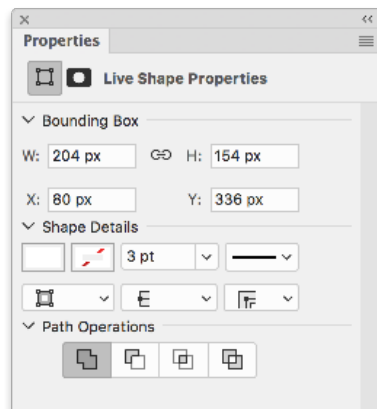 Properties
Live Shape Properties
Bounding Box
W: 204 px H: 154 px
X: 80 px Y: 336 px
Shape Details
3 pt
Path Operations